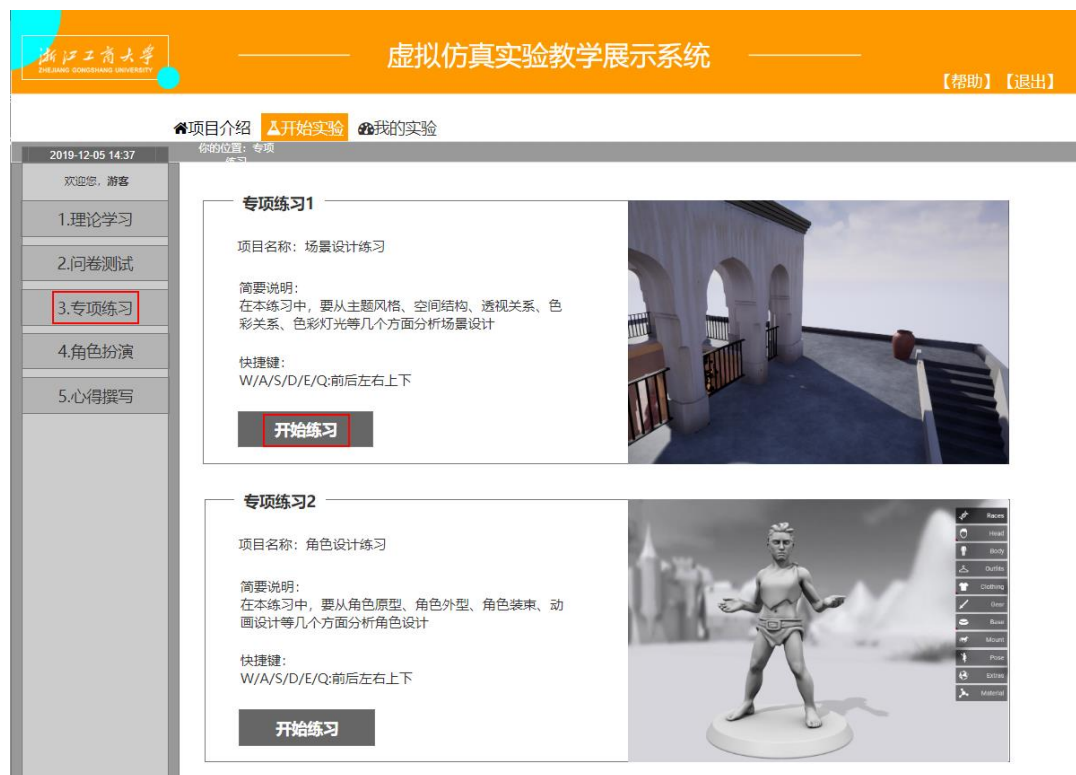 浙江工商大学
ZHEJIANG GONGSHANG UNIVERSITY
虚拟仿真实验教学展示系统
【帮助】【退出】
项目介绍 开始实验 我的实验
2019-12-05 14:37
你的位置：专项
练习
欢迎您，游客
1.理论学习
2.问卷测试
3.专项练习
4.角色扮演
5.心得撰写
专项练习1
项目名称：场景设计练习
简要说明：
在本练习中，要从主题风格、空间结构、透视关系、色
彩关系、色彩灯光等几个方面分析场景设计
快捷键：
W/A/S/D/E/Q:前后左右上下
开始练习
专项练习2
项目名称：角色设计练习
简要说明：
在本练习中，要从角色原型、角色外型、角色装束、动
画设计等几个方面分析角色设计
快捷键：
W/A/S/D/E/Q:前后左右上下
开始练习
Races
Head
Body
Outfits
Clothing
Gear
Base
Mount
Pose
Extras
Material